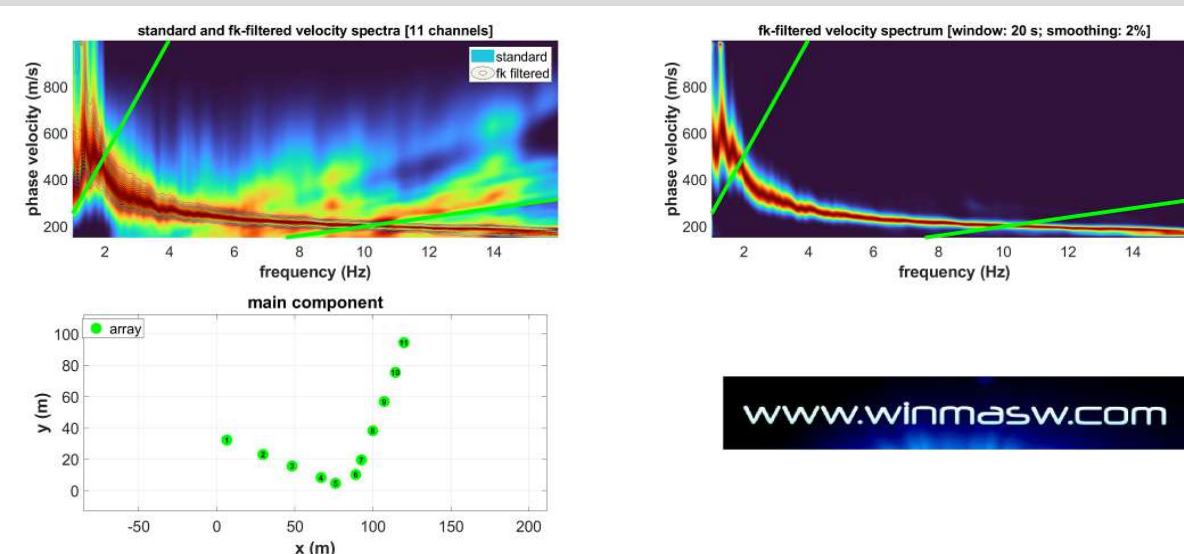 standard and fk-filtered velocity spectra [11 channels]
standard
fk filtered
phase velocity (m/s)
800
600
400
200
2 4 6 8 10 12 14
frequency (Hz)
fk-filtered velocity spectrum [window: 20 s; smoothing: 2%]
phase velocity (m/s)
800
600
400
200
2 4 6 8 10 12 14
frequency (Hz)
main component
array
y (m)
100
80
60
40
20
0
1
2
3
4
5
6
7
8
9
10
11
-50 0 50 100 150 200
x (m)
www.winmasw.com